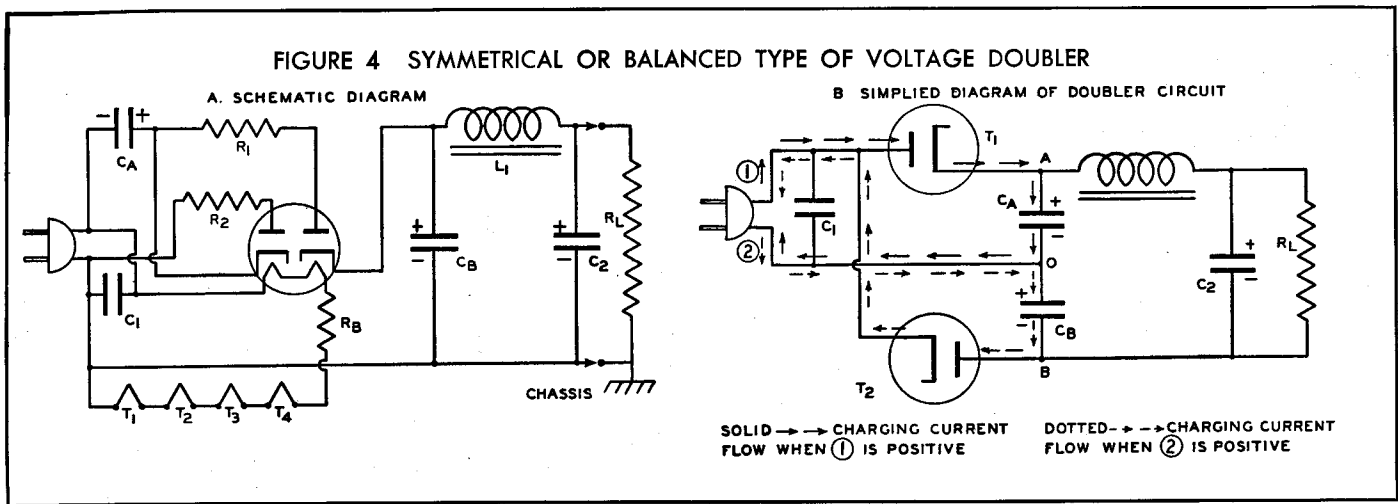 FIGURE 4 SYMMETRICAL OR BALANCED TYPE OF VOLTAGE DOUBLER
A. SCHEMATIC DIAGRAM
- +
CA
R1
R2
C1
RB
T1 T2 T3 T4
L1
+
-
CB
+
-
C2
RL
CHASSIS
B SIMPLIED DIAGRAM OF DOUBLER CIRCUIT
1
2
C1
T1
T2
A
CA
+
-
O
+
-
CB
B
C2
+
-
RL
SOLID CHARGING CURRENT
FLOW WHEN 1 IS POSITIVE
DOTTED CHARGING CURRENT
FLOW WHEN 2 IS POSITIVE